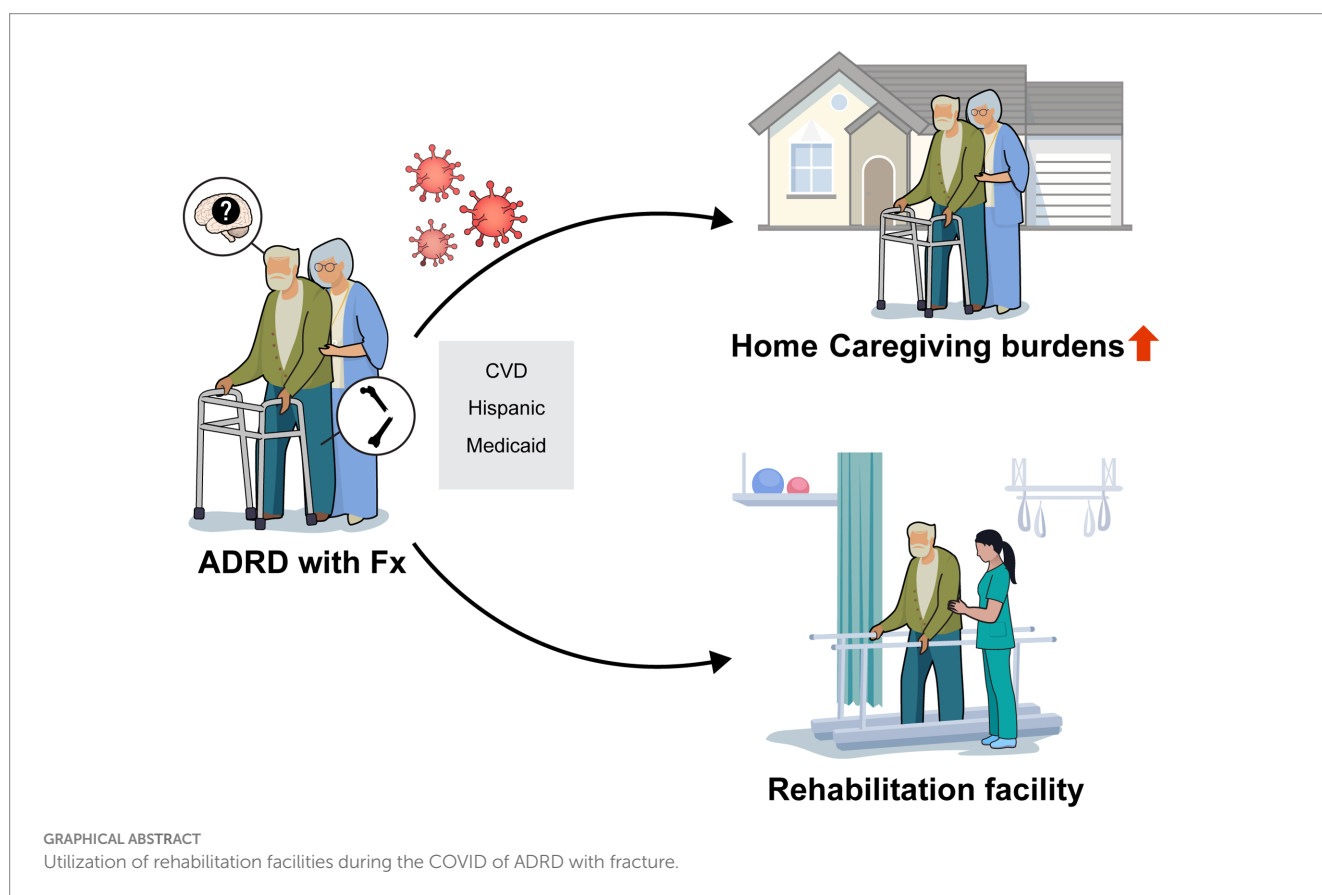 ?
CVD
Hispanic
Medicaid
Home Caregiving burdens
ADRD with Fx
Rehabilitation facility
GRAPHICAL ABSTRACT
Utilization of rehabilitation facilities during the COVID of ADRD with fracture.